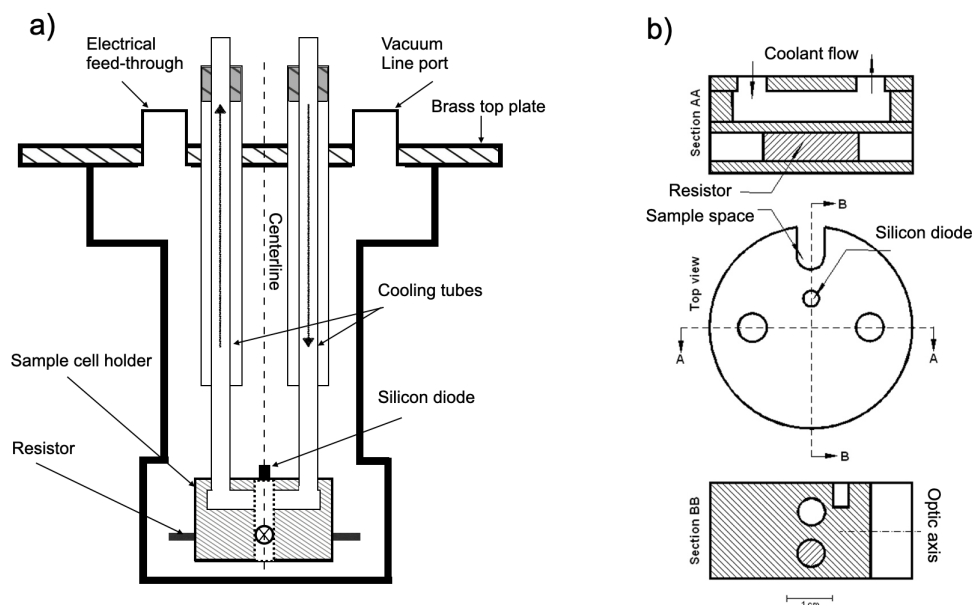 a)
Electrical
feed-through
Vacuum
Line port
Brass top plate
Centerline
Cooling tubes
Sample cell holder
Silicon diode
Resistor
b)
Coolant flow
Section AA
Resistor
Sample space
B
Silicon diode
Top view
A
A
B
Section BB
Optic axis
1 cm